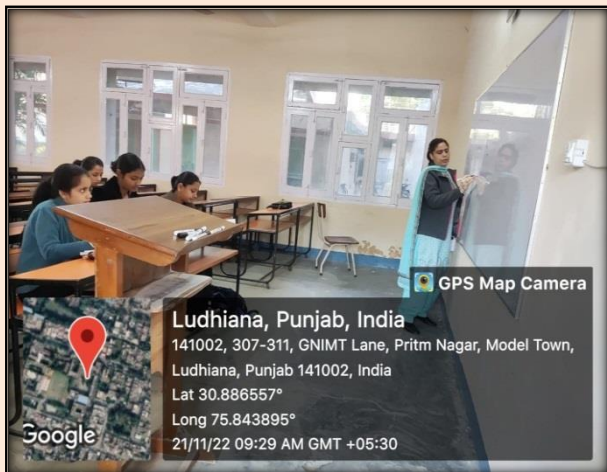 GPS Map Camera
Ludhiana, Punjab, India
141002, 307-311, GNIMT Lane, Pritm Nagar, Model Town,
Ludhiana, Punjab 141002, India
Lat 30.886557°
Long 75.843895°
21/11/22 09:29 AM GMT +05:30
Google